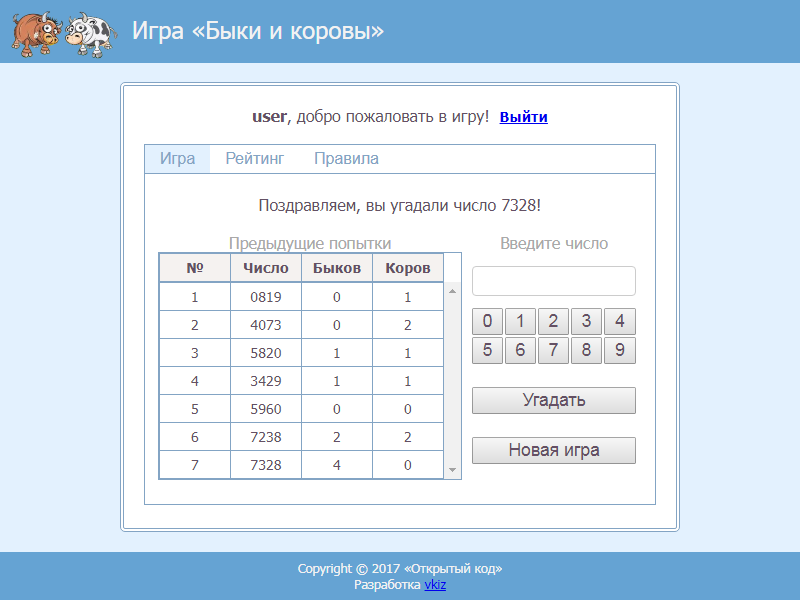 Игра «Быки и коровы»
user, добро пожаловать в игру! Выйти
Игра Рейтинг Правила
Поздравляем, вы угадали число 7328!
Предыдущие попытки
№ Число Быков Коров
1 0819 0 1
2 4073 0 2
3 5820 1 1
4 3429 1 1
5 5960 0 0
6 7238 2 2
7 7328 4 0
Введите число
0 1 2 3 4
5 6 7 8 9
Угадать
Новая игра
Copyright © 2017 «Открытый код»
Разработка vkiz